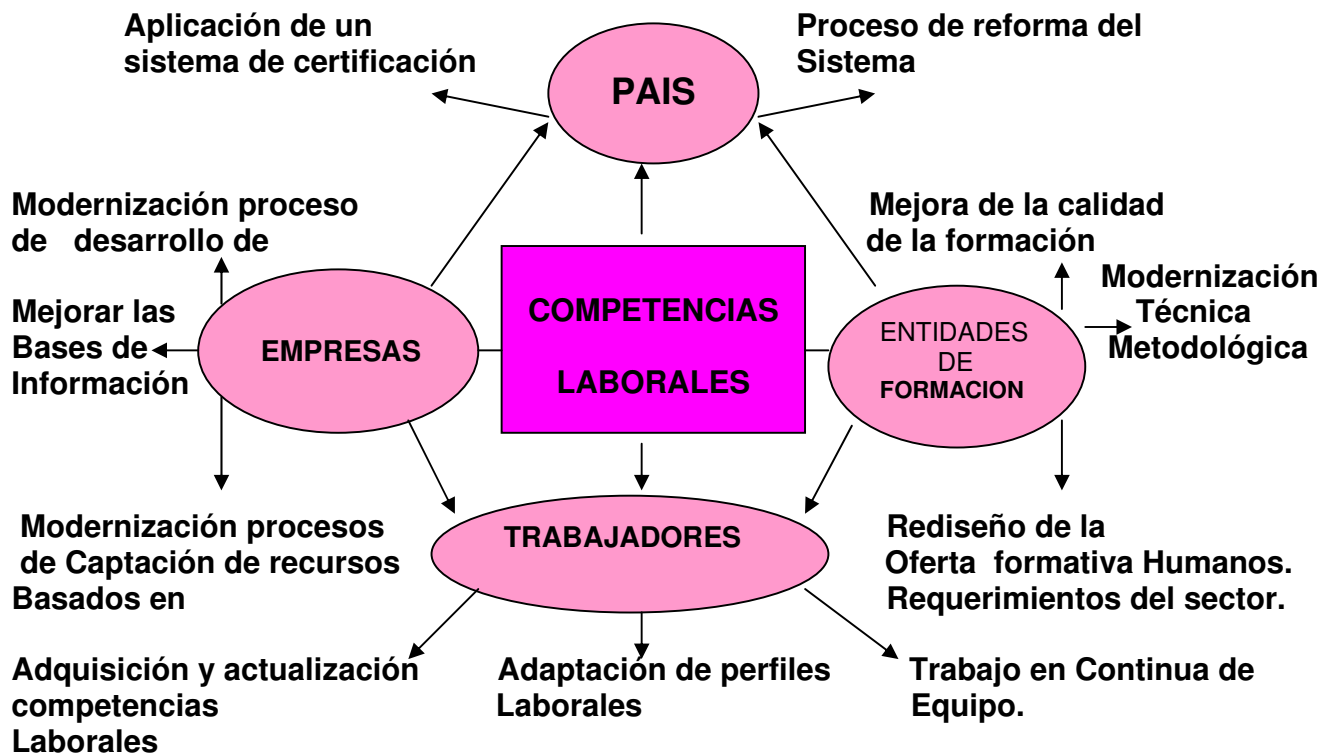 Aplicación de un
sistema de certificación
Proceso de reforma del
Sistema
PAIS
Modernización proceso
de desarrollo de
Mejora de la calidad
de la formación
Modernización
Técnica
Metodológica
Mejorar las
Bases de
Información
EMPRESAS
COMPETENCIAS
LABORALES
ENTIDADES
DE
FORMACION
Modernización procesos
de Captación de recursos
Basados en
TRABAJADORES
Rediseño de la
Oferta formativa Humanos.
Requerimientos del sector.
Adquisición y actualización
competencias
Laborales
Adaptación de perfiles
Laborales
Trabajo en Continua de
Equipo.